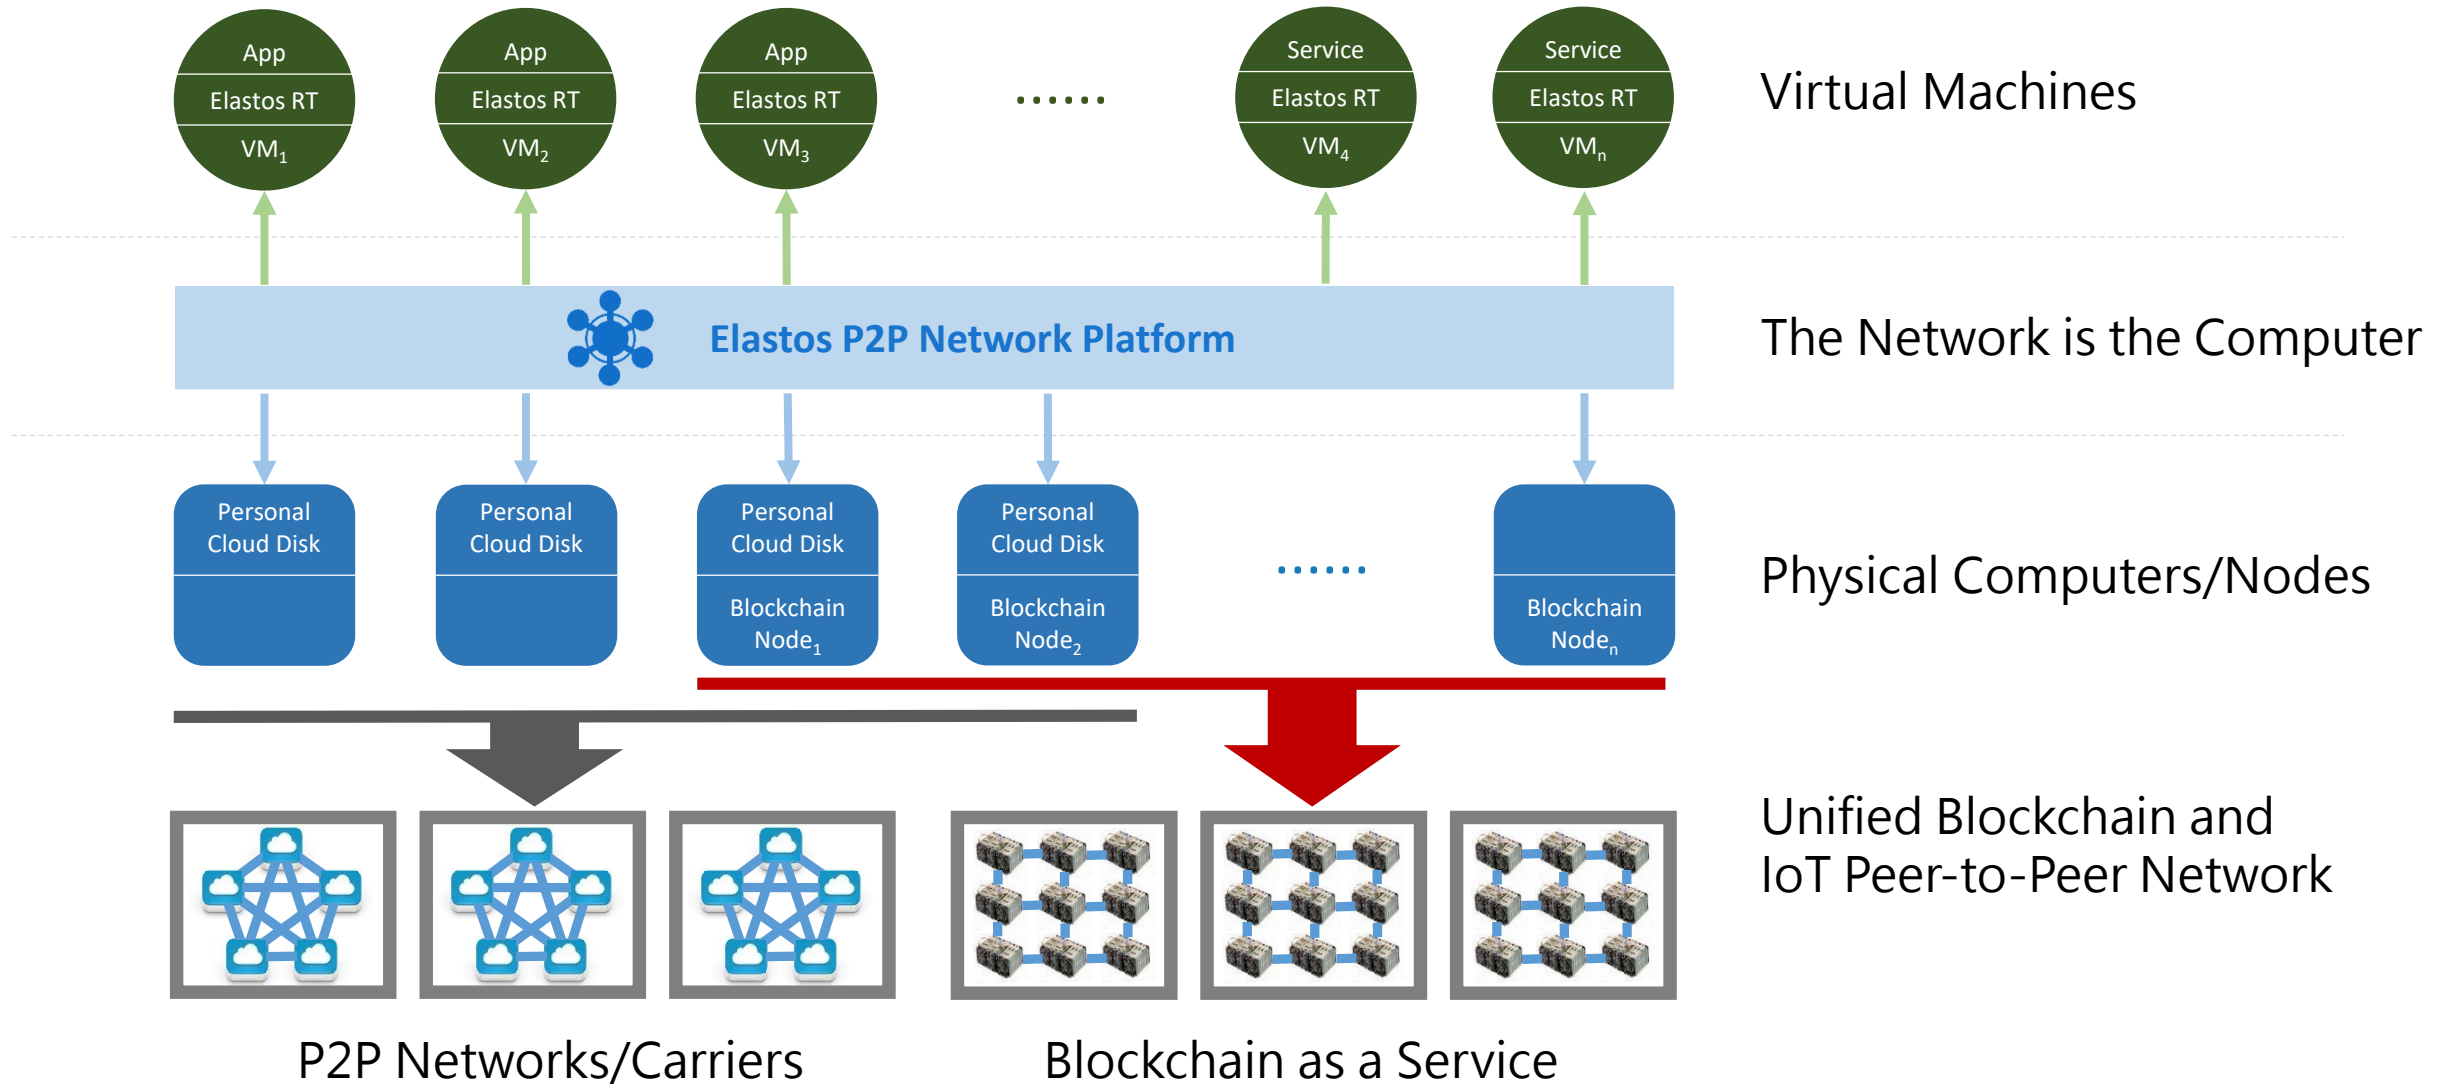 App
Elastos RT
VM1
App
Elastos RT
VM2
App
Elastos RT
VM3
......
Service
Elastos RT
VM4
Service
Elastos RT
VMn
Virtual Machines
Elastos P2P Network Platform
The Network is the Computer
Personal
Cloud Disk
Personal
Cloud Disk
Personal
Cloud Disk
Blockchain
Node1
Personal
Cloud Disk
Blockchain
Node2
......
Blockchain
Noden
Physical Computers/Nodes
Unified Blockchain and
IoT Peer-to-Peer Network
P2P Networks/Carriers
Blockchain as a Service